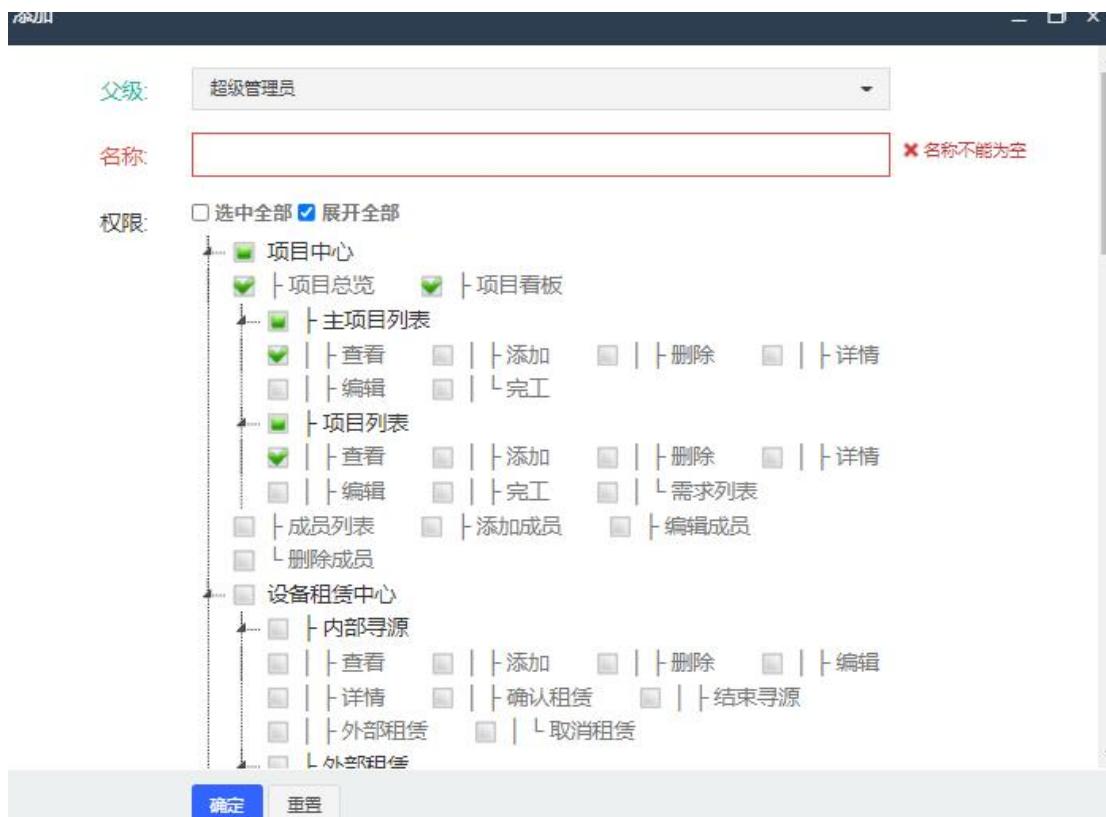 添加
父级: 超级管理员
名称: 名称不能为空
权限: 选中全部 展开全部
项目中心
├项目总览 ├项目看板
├主项目列表
│ ├查看 │ ├添加 │ ├删除 │ ├详情
│ ├编辑 │ └完工
├项目列表
│ ├查看 │ ├添加 │ ├删除 │ ├详情
│ ├编辑 │ ├完工 │ └需求列表
├成员列表 ├添加成员 ├编辑成员
└删除成员
设备租赁中心
├内部寻源
│ ├查看 │ ├添加 │ ├删除 │ ├编辑
│ ├详情 │ ├确认租赁 │ ├结束寻源
│ ├外部租赁 │ └取消租赁
└外部租赁
确定 重置